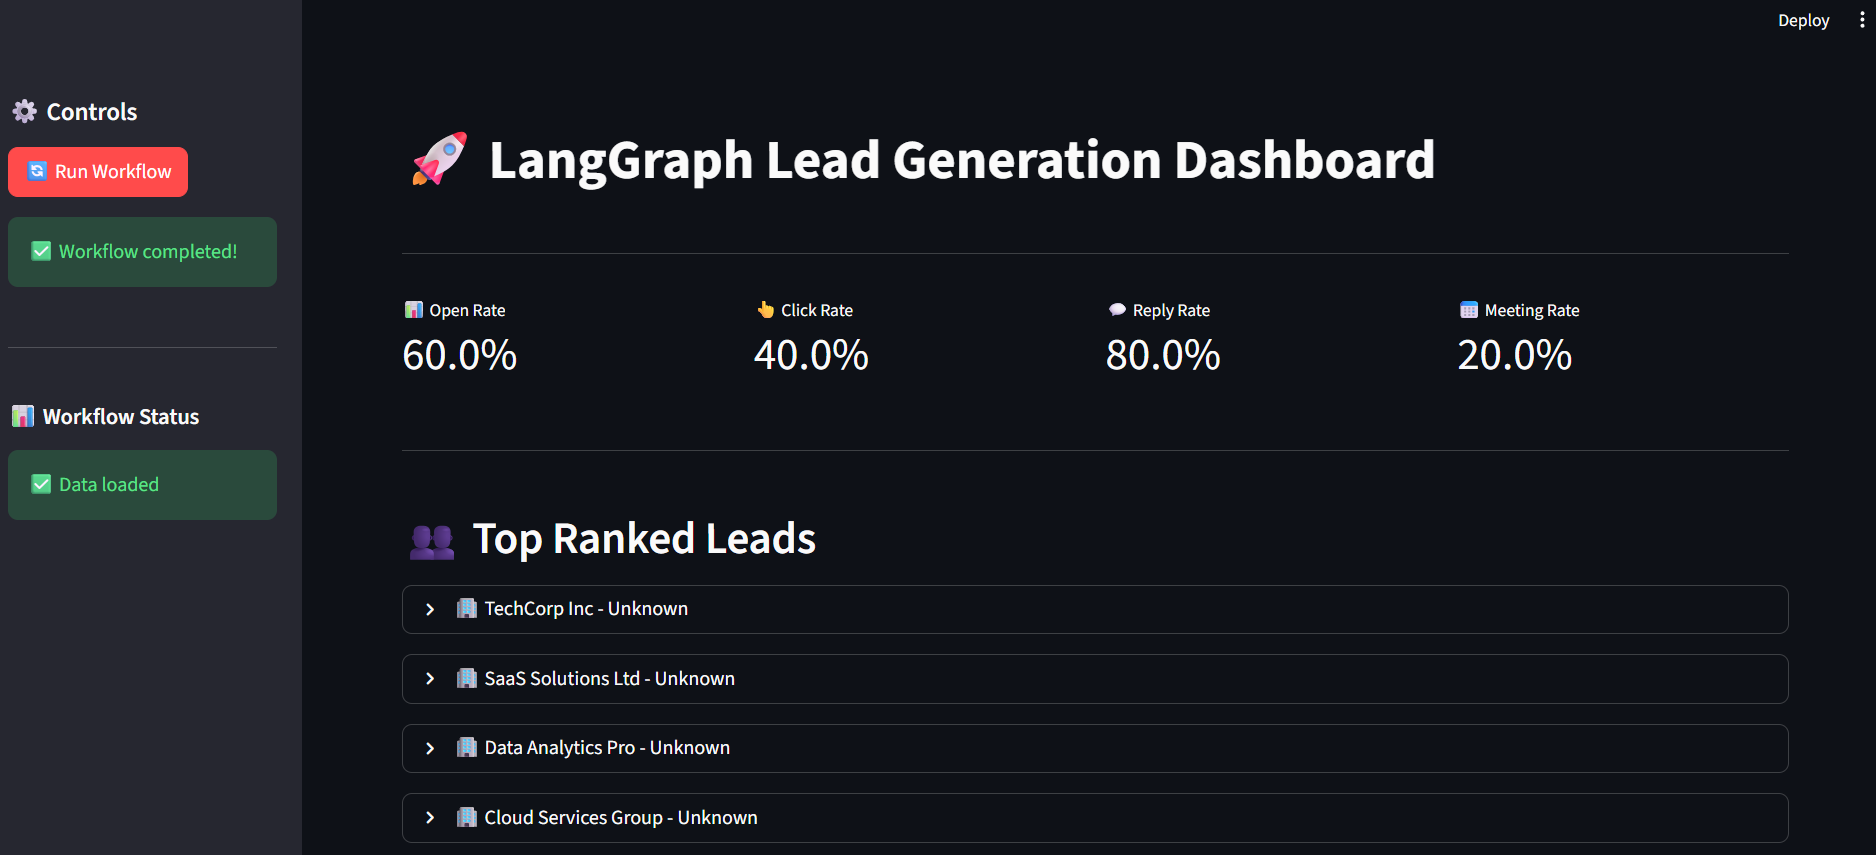 Deploy
Controls
Run Workflow
Workflow completed!
Workflow Status
Data loaded
LangGraph Lead Generation Dashboard
Open Rate
60.0%
Click Rate
40.0%
Reply Rate
80.0%
Meeting Rate
20.0%
Top Ranked Leads
TechCorp Inc - Unknown
SaaS Solutions Ltd - Unknown
Data Analytics Pro - Unknown
Cloud Services Group - Unknown